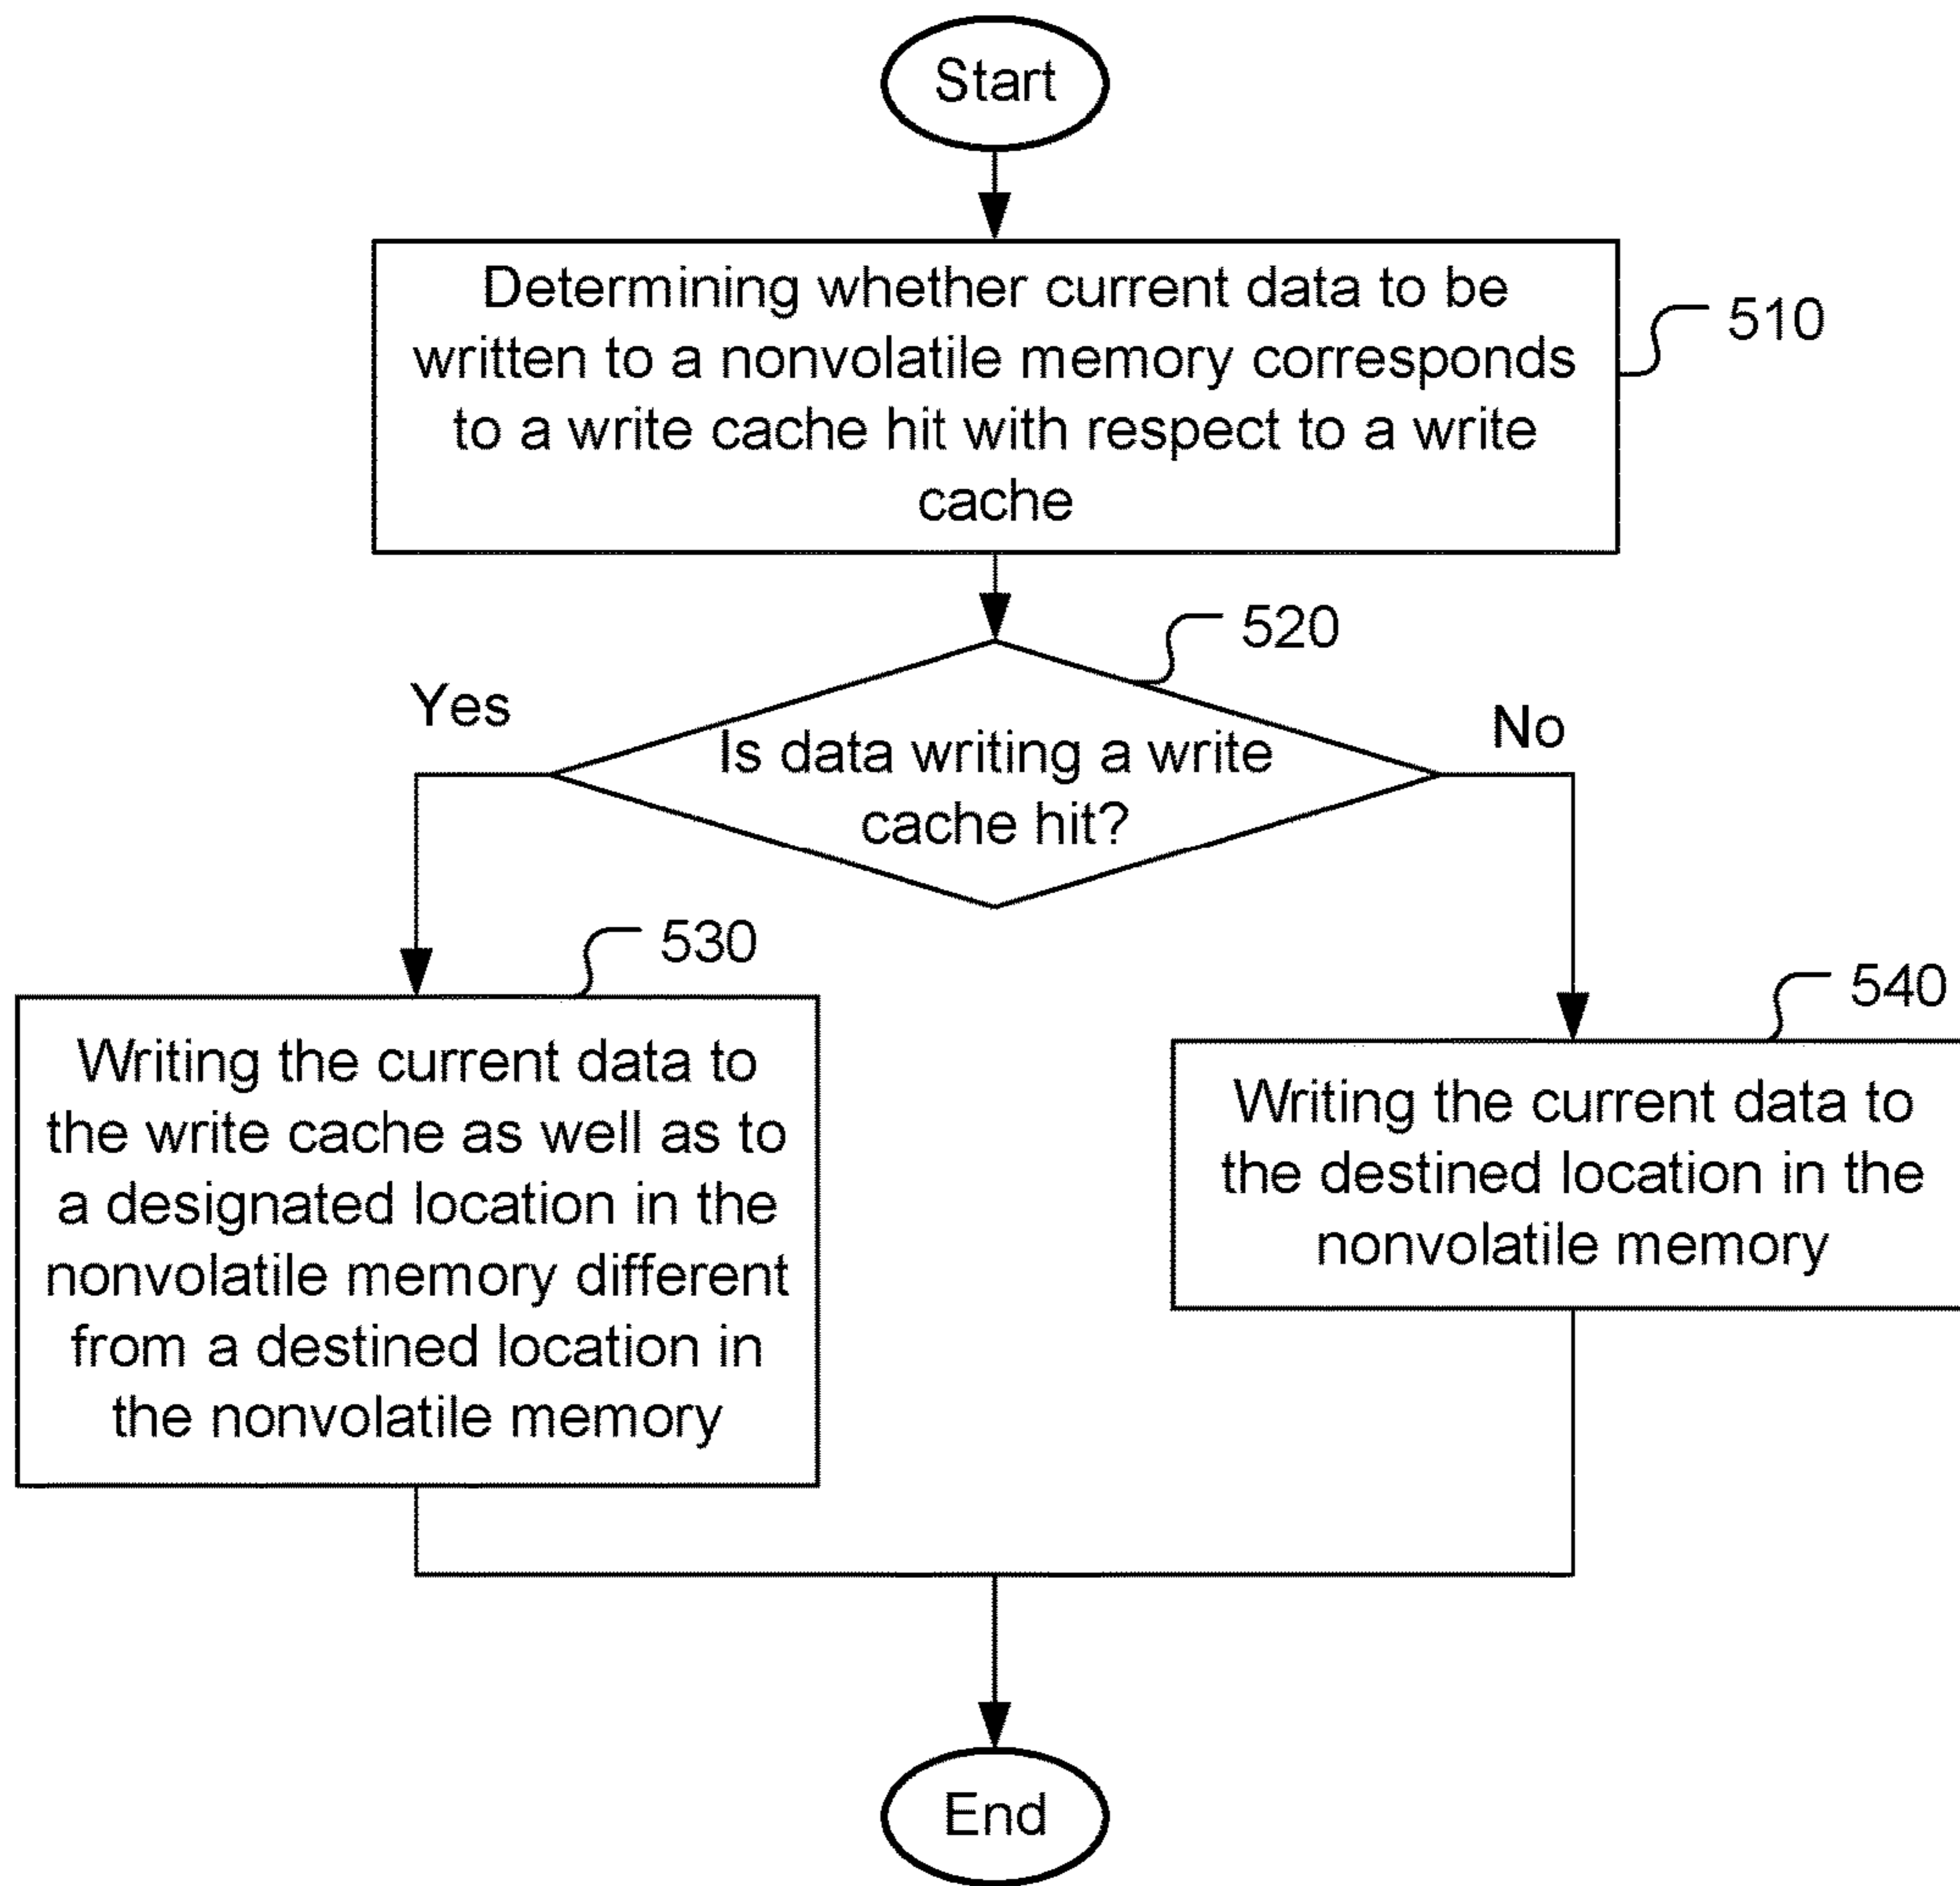 Start
Determining whether current data to be
written to a nonvolatile memory corresponds
to a write cache hit with respect to a write
cache
510
520
Yes
No
Is data writing a write
cache hit?
530
Writing the current data to
the write cache as well as to
a designated location in the
nonvolatile memory different
from a destined location in
the nonvolatile memory
540
Writing the current data to
the destined location in the
nonvolatile memory
End